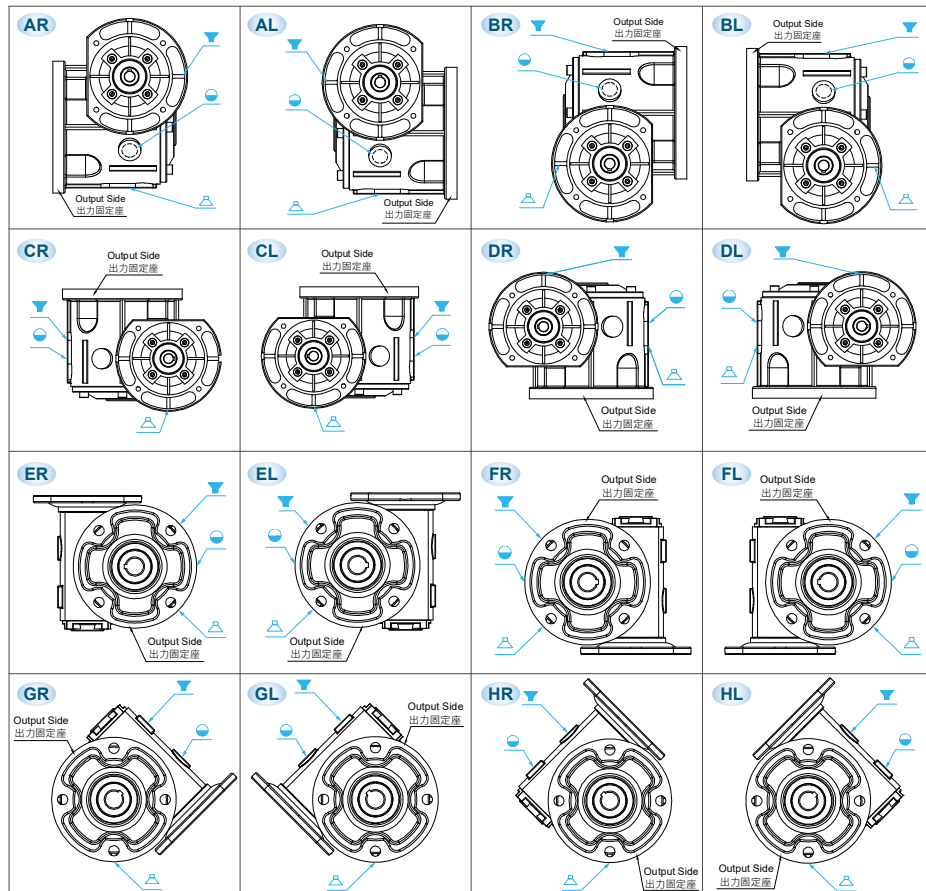 AR
Output Side
出力固定座
AL
Output Side
出力固定座
BR
Output Side
出力固定座
BL
Output Side
出力固定座
CR
Output Side
出力固定座
CL
Output Side
出力固定座
DR
Output Side
出力固定座
DL
Output Side
出力固定座
ER
Output Side
出力固定座
EL
Output Side
出力固定座
FR
Output Side
出力固定座
FL
Output Side
出力固定座
GR
Output Side
出力固定座
GL
Output Side
出力固定座
HR
Output Side
出力固定座
HL
Output Side
出力固定座